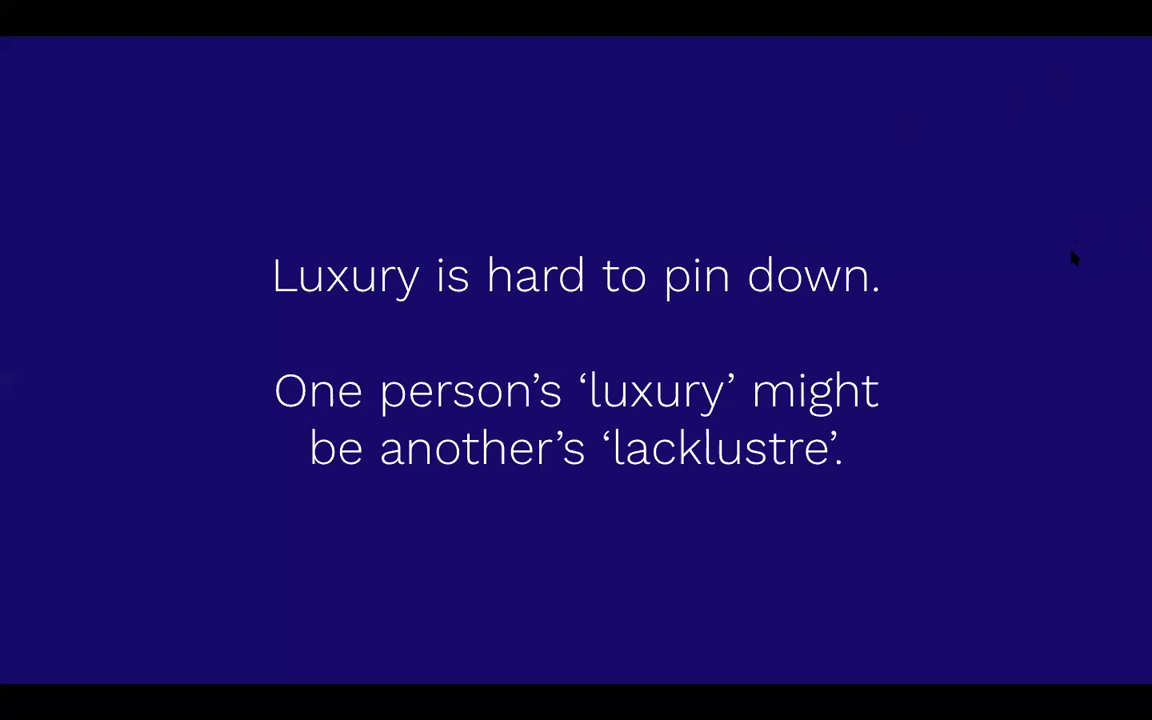 Luxury is hard to pin down.
One person’s ‘luxury’ might
be another’s ‘lacklustre’.